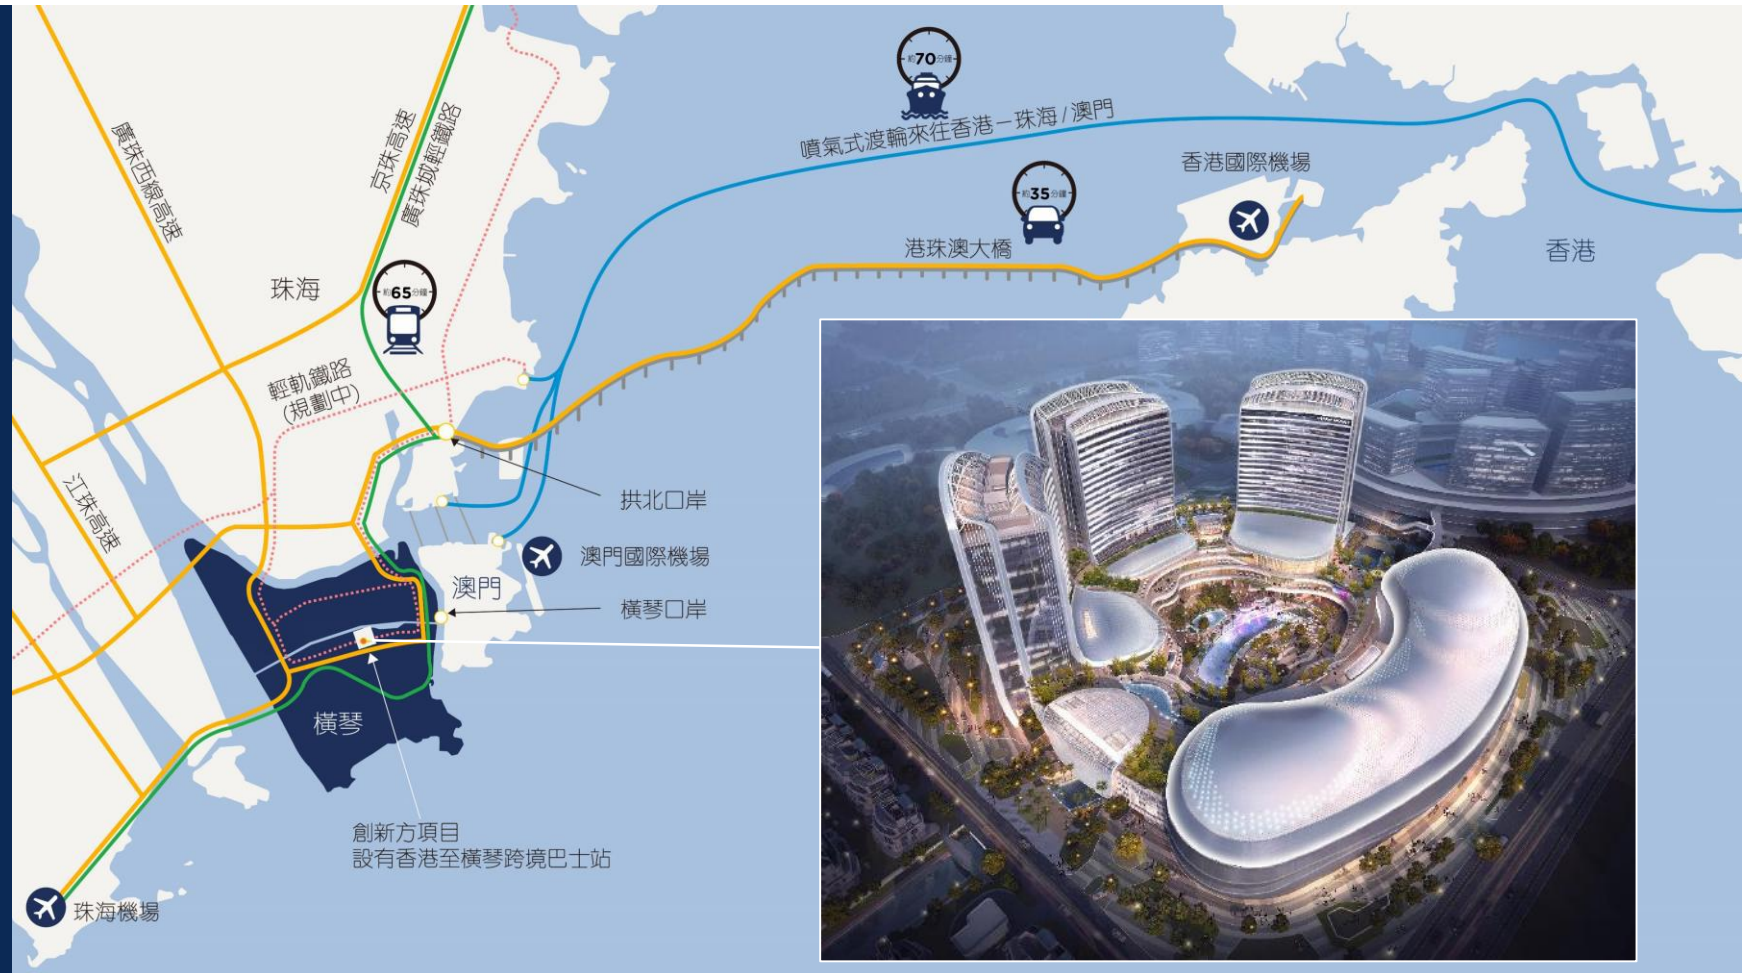 約70分鐘
噴氣式渡輪來往香港－珠海/澳門
香港國際機場
約35分鐘
港珠澳大橋
香港
廣珠西線高速
京珠高速
廣珠城輕鐵路
珠海
約65分鐘
輕軌鐵路
(規劃中)
江珠高速
拱北口岸
澳門國際機場
澳門
橫琴口岸
橫琴
創新方項目
設有香港至橫琴跨境巴士站
珠海機場